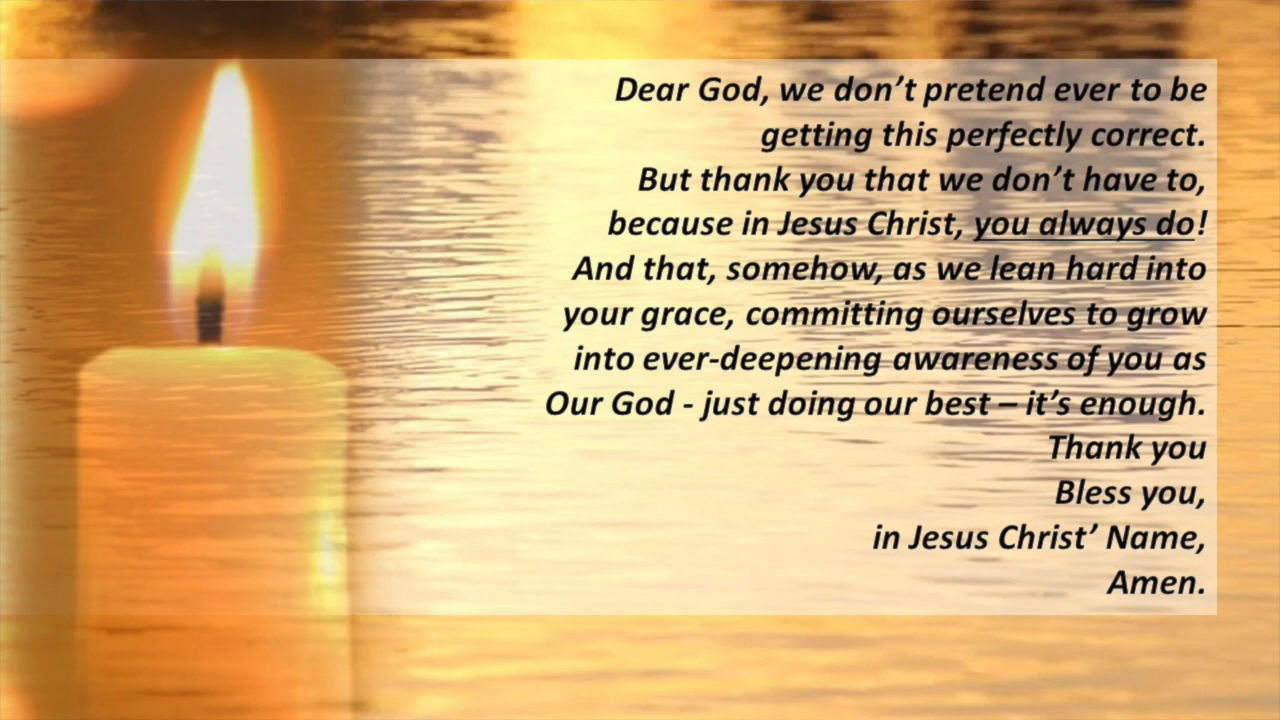 Dear God, we don’t pretend ever to be
getting this perfectly correct.
But thank you that we don’t have to,
because in Jesus Christ, you always do!
And that, somehow, as we lean hard into
your grace, committing ourselves to grow
into ever-deepening awareness of you as
Our God - just doing our best – it’s enough.
Thank you
Bless you,
in Jesus Christ’ Name,
Amen.